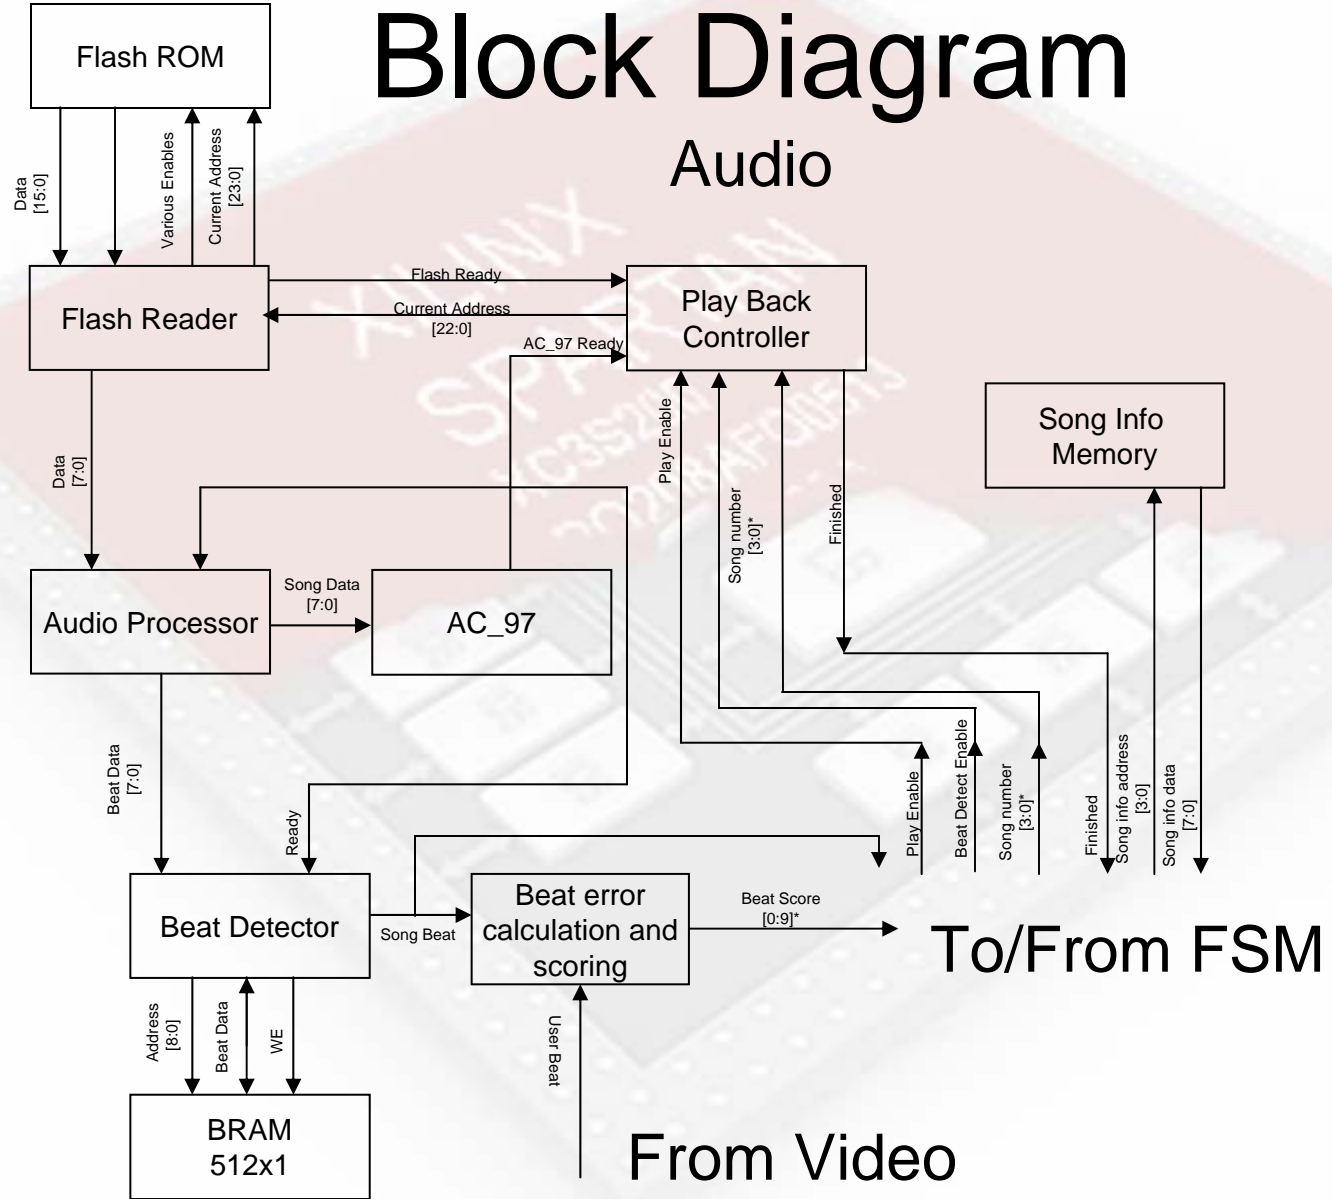 Block Diagram
Audio
Flash ROM
Data
[15:0]
Various Enables
Current Address
[23:0]
Flash Reader
Flash Ready
Current Address
[22:0]
AC_97 Ready
Play Back
Controller
Data
[7:0]
Play Enable
Song number
[3:0]*
Finished
Song Info
Memory
XILINX
SPARTAN
Audio Processor
Song Data
[7:0]
AC_97
Beat Data
[7:0]
Ready
Play Enable
Beat Detect Enable
Song number
[3:0]*
Finished
Song info address
[3:0]
Song info data
[7:0]
Beat Detector
Song Beat
Beat error
calculation and
scoring
Beat Score
[0:9]*
To/From FSM
Address
[8:0]
Beat Data
WE
User Beat
BRAM
512x1
From Video